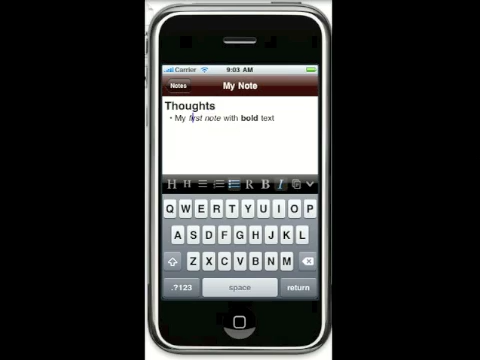 Carrier 9:03 AM
Notes My Note
Thoughts
• My first note with bold text
H H R B I
Q W E R T Y U I O P
A S D F G H J K L
Z X C V B N M
.?123 space return